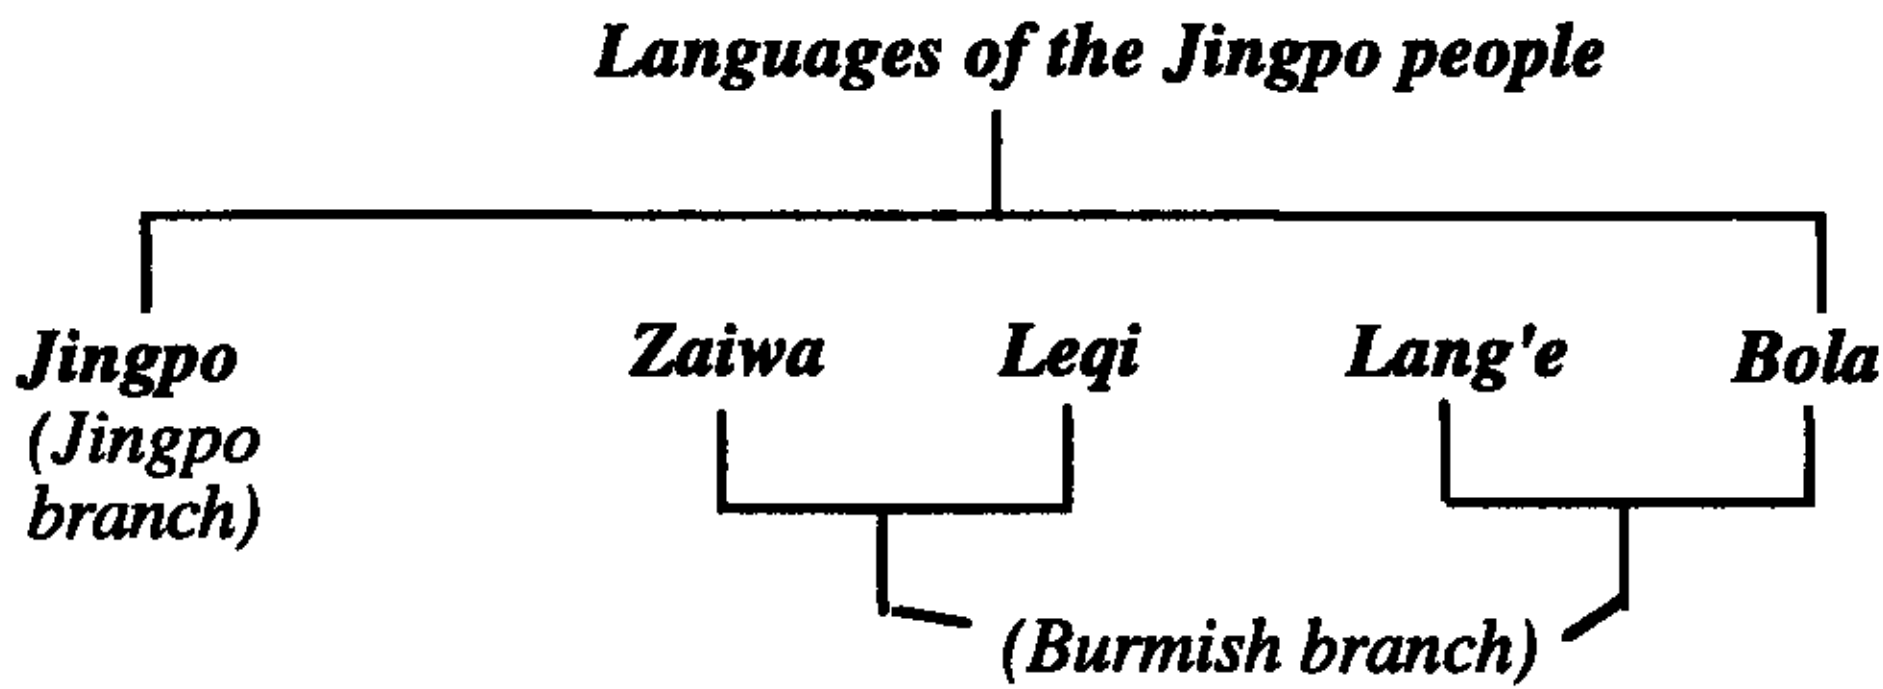 Languages of the Jingpo people
Jingpo Zaiwa Leqi Lang'e Bola
(Jingpo
branch)
(Burmish branch)